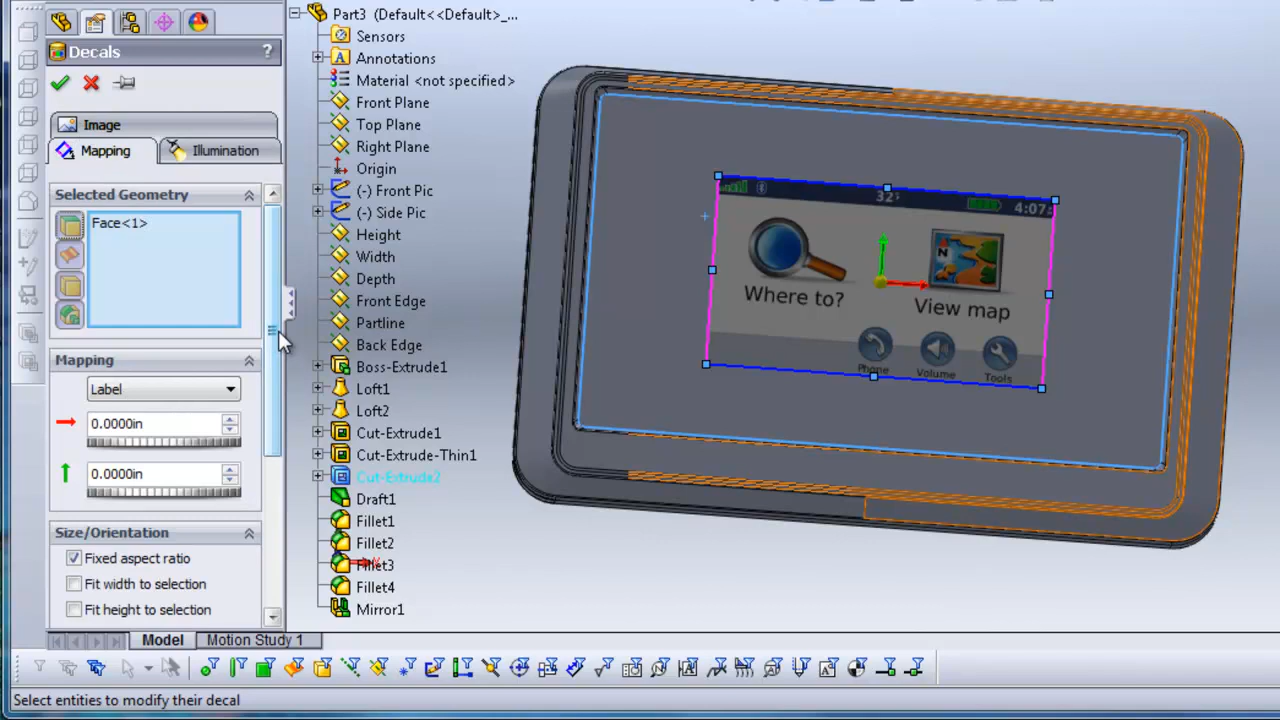 Decals
?
Image
Mapping
Illumination
Selected Geometry
Face<1>
Mapping
Label
0.0000in
0.0000in
Size/Orientation
Fixed aspect ratio
Fit width to selection
Fit height to selection
Part3 (Default<<Default>_...
Sensors
Annotations
Material <not specified>
Front Plane
Top Plane
Right Plane
Origin
(-) Front Pic
(-) Side Pic
Height
Width
Depth
Front Edge
Partline
Back Edge
Boss-Extrude1
Loft1
Loft2
Cut-Extrude1
Cut-Extrude-Thin1
Cut-Extrude2
Draft1
Fillet1
Fillet2
Fillet3
Fillet4
Mirror1
4:07
N
Where to?
View map
Phone
Volume
Tools
Model
Motion Study 1
Select entities to modify their decal